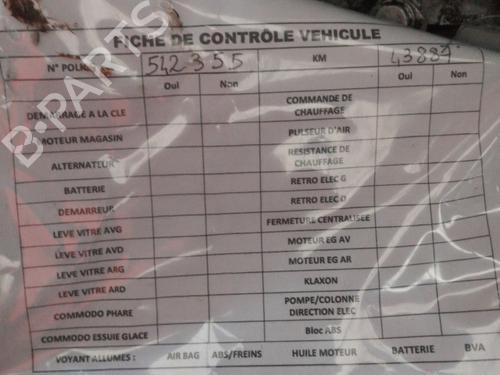 FICHE DE CONTRÔLE VEHICULE
542355 KM 43889
Oui Non Oui Non
DEMARRAGE A LA CLE COMMANDE DE CHAUFFAGE
MOTEUR MAGASIN PULSEUR D'AIR
ALTERNATEUR RESISTANCE DE CHAUFFAGE
BATTERIE RETRO ELEC G
DEMARREUR RETRO ELEC D
LEVE VITRE AVG FERMETURE CENTRALISEE
LEVE VITRE AVD MOTEUR EG AV
LEVE VITRE ARG MOTEUR EG AR
LEVE VITRE ARD KLAXON
COMMODO PHARE PEMPE/COLONNE DIRECTION ELEC
COMMODO ESSUIE GLACE Bloc ABS
VOYANT ALLUMES : AIR BAG ABS/FREINS HUILE MOTEUR BATTERIE BVA
B-PARTS